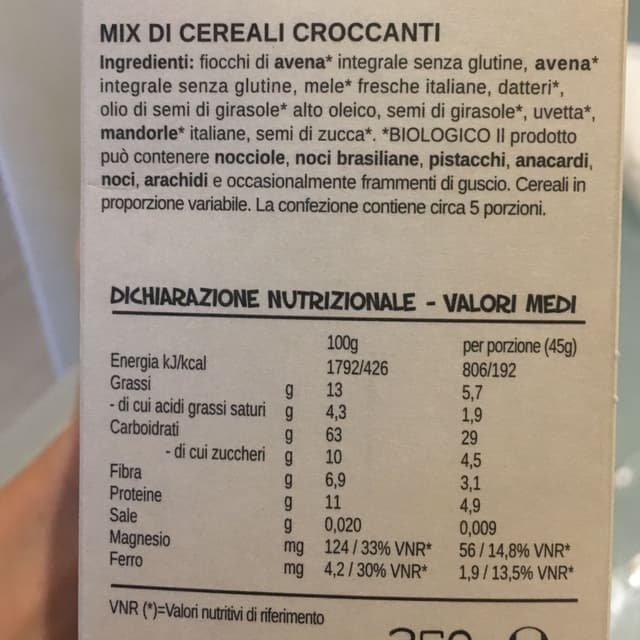 MIX DI CEREALI CROCCANTI
Ingredienti: fiocchi di avena* integrale senza glutine, avena*
integrale senza glutine, mele* fresche italiane, datteri*,
olio di semi di girasole* alto oleico, semi di girasole*, uvetta*,
mandorle* italiane, semi di zucca*. *BIOLOGICO Il prodotto
può contenere nocciole, noci brasiliane, pistacchi, anacardi,
noci, arachidi e occasionalmente frammenti di guscio. Cereali in
proporzione variabile. La confezione contiene circa 5 porzioni.
DICHIARAZIONE NUTRIZIONALE - VALORI MEDI
100g per porzione (45g)
Energia kJ/kcal 1792/426 806/192
Grassi g 13 5,7
- di cui acidi grassi saturi g 4,3 1,9
Carboidrati g 63 29
- di cui zuccheri g 10 4,5
Fibra g 6,9 3,1
Proteine g 11 4,9
Sale g 0,020 0,009
Magnesio mg 124 / 33% VNR* 56 / 14,8% VNR*
Ferro mg 4,2 / 30% VNR* 1,9 / 13,5% VNR*
VNR (*)=Valori nutritivi di riferimento